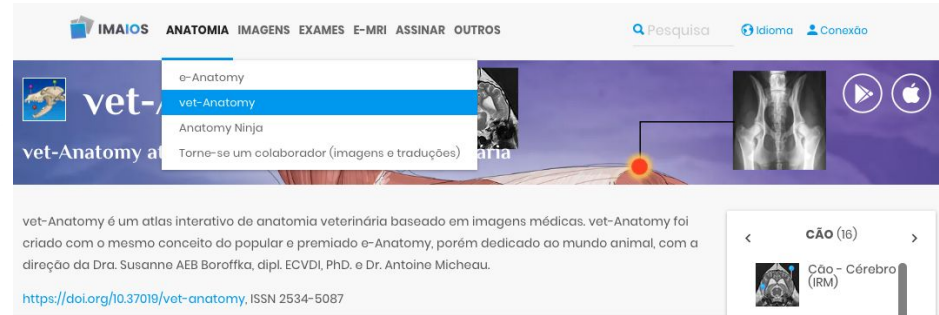 IMAIOS ANATOMIA IMAGENS EXAMES E-MRI ASSINAR OUTROS Pesquisa Idioma Conexão
e-Anatomy
vet-Anatomy
Anatomy Ninja
Torne-se um colaborador (imagens e traduções)
vet-
vet-Anatomy at
ária
vet-Anatomy é um atlas interativo de anatomia veterinária baseado em imagens médicas. vet-Anatomy foi
criado com o mesmo conceito do popular e premiado e-Anatomy, porém dedicado ao mundo animal, com a
direção da Dra. Susanne AEB Boroffka, dipl. ECVDI, PhD. e Dr. Antoine Micheau.
https://doi.org/10.37019/vet-anatomy, ISSN 2534-5087
‹ CÃO (16) ›
Cão - Cérebro
(IRM)